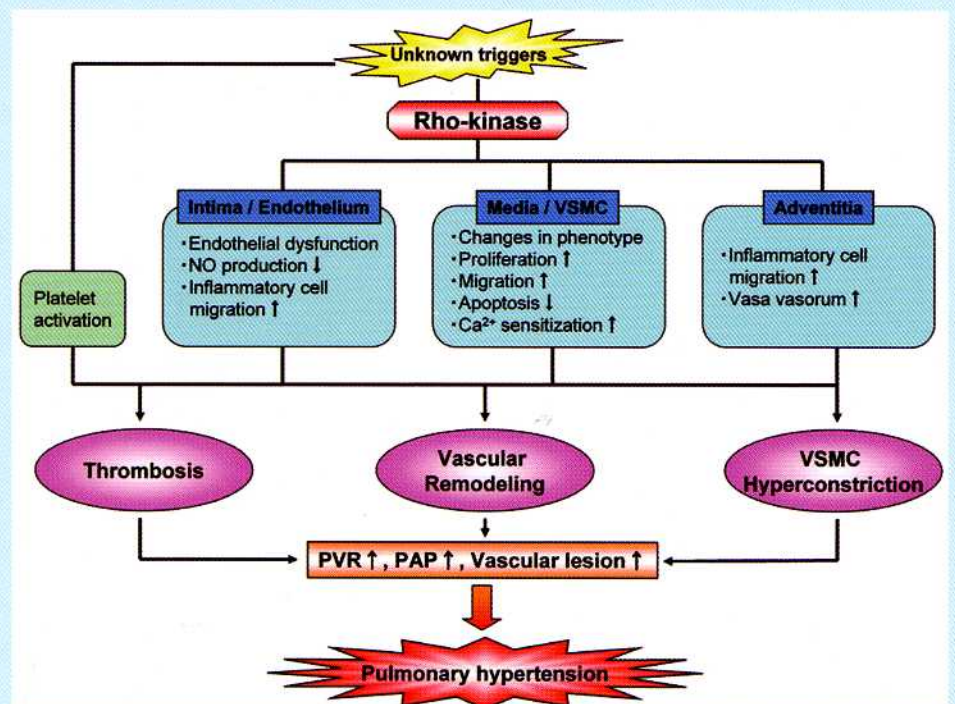 Unknown triggers
Rho-kinase
Intima / Endothelium
・Endothelial dysfunction
・NO production ↓
・Inflammatory cell
migration ↑
Media / VSMC
・Changes in phenotype
・Proliferation ↑
・Migration ↑
・Apoptosis ↓
・Ca²⁺ sensitization ↑
Adventitia
・Inflammatory cell
migration ↑
・Vasa vasorum ↑
Platelet
activation
Thrombosis
Vascular
Remodeling
VSMC
Hyperconstriction
PVR ↑ , PAP ↑ , Vascular lesion ↑
Pulmonary hypertension